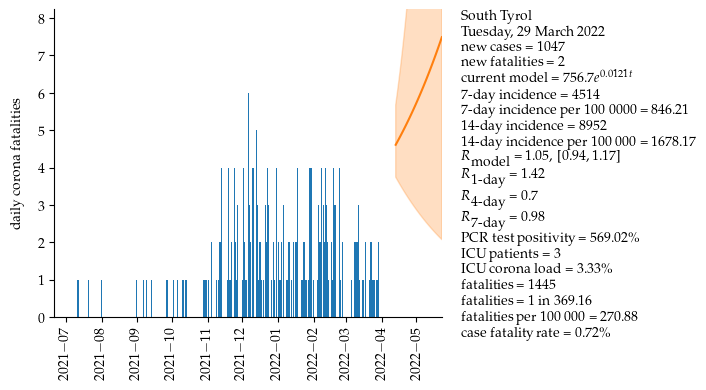 8
7
6
5
4
3
2
1
0
daily corona fatalities
2021−07
2021−08
2021−09
2021−10
2021−11
2021−12
2022−01
2022−02
2022−03
2022−04
2022−05
South Tyrol
Tuesday, 29 March 2022
new cases = 1047
new fatalities = 2
current model = 756.7e^0.0121t
7-day incidence = 4514
7-day incidence per 100 0000 = 846.21
14-day incidence = 8952
14-day incidence per 100 000 = 1678.17
R_model = 1.05, [0.94, 1.17]
R_1-day = 1.42
R_4-day = 0.7
R_7-day = 0.98
PCR test positivity = 569.02%
ICU patients = 3
ICU corona load = 3.33%
fatalities = 1445
fatalities = 1 in 369.16
fatalities per 100 000 = 270.88
case fatality rate = 0.72%